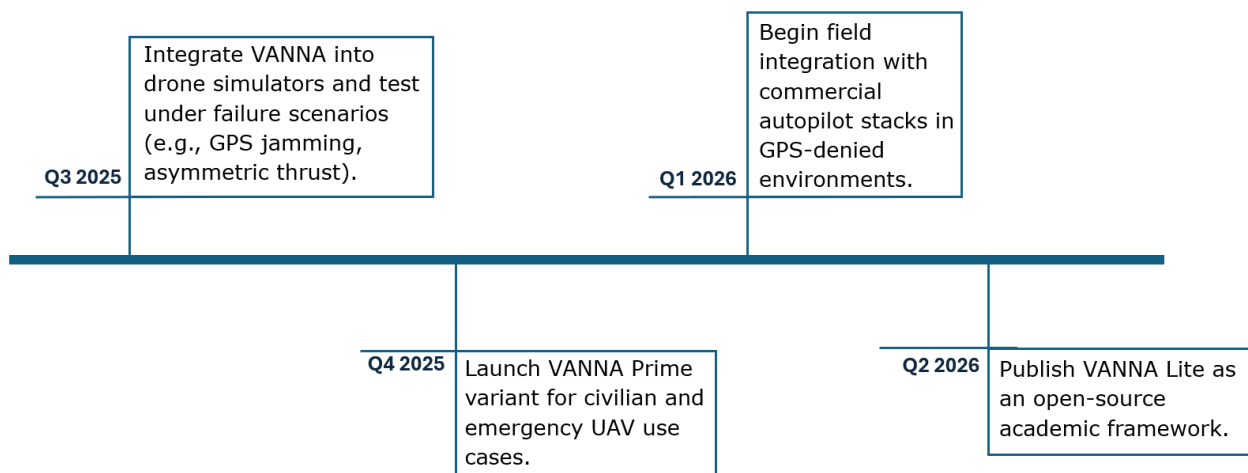 Q3 2025
Integrate VANNA into
drone simulators and test
under failure scenarios
(e.g., GPS jamming,
asymmetric thrust).
Q4 2025
Launch VANNA Prime
variant for civilian and
emergency UAV use
cases.
Q1 2026
Begin field
integration with
commercial
autopilot stacks in
GPS-denied
environments.
Q2 2026
Publish VANNA Lite as
an open-source
academic framework.